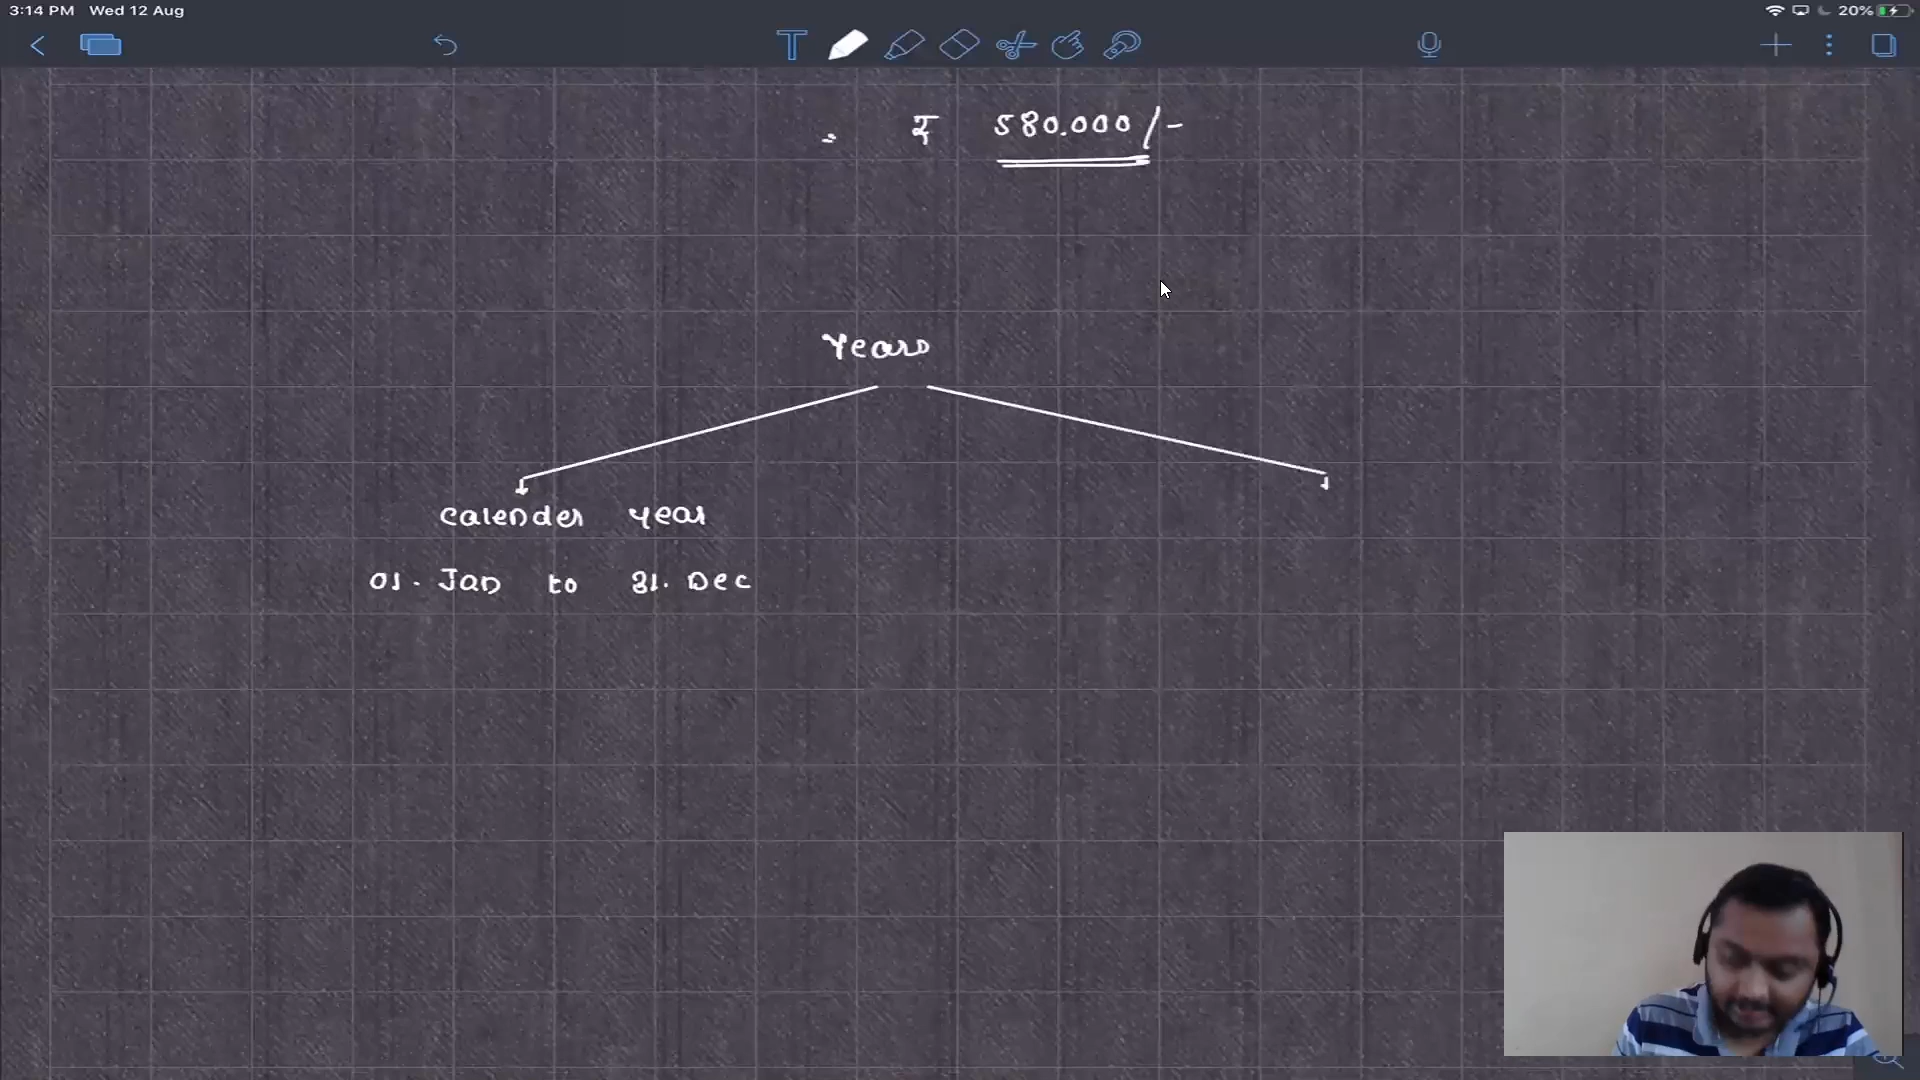 3:14 PM Wed 12 Aug
20%
T
= ₹ 580.000/-
Years
calender year
01. Jan to 31. Dec